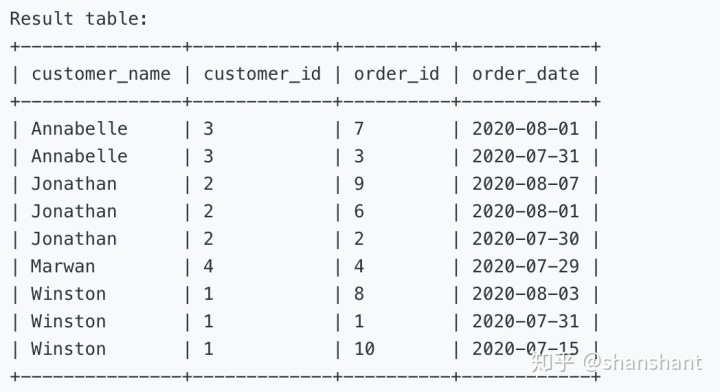 Result table:
+---------------+-------------+----------+------------+
| customer_name | customer_id | order_id | order_date |
+---------------+-------------+----------+------------+
| Annabelle     | 3           | 7        | 2020-08-01 |
| Annabelle     | 3           | 3        | 2020-07-31 |
| Jonathan      | 2           | 9        | 2020-08-07 |
| Jonathan      | 2           | 6        | 2020-08-01 |
| Jonathan      | 2           | 2        | 2020-07-30 |
| Marwan        | 4           | 4        | 2020-07-29 |
| Winston       | 1           | 8        | 2020-08-03 |
| Winston       | 1           | 1        | 2020-07-31 |
| Winston       | 1           | 10       | 2020-07-15 |
+---------------+-------------+----------+------------+
知乎 @shanshant